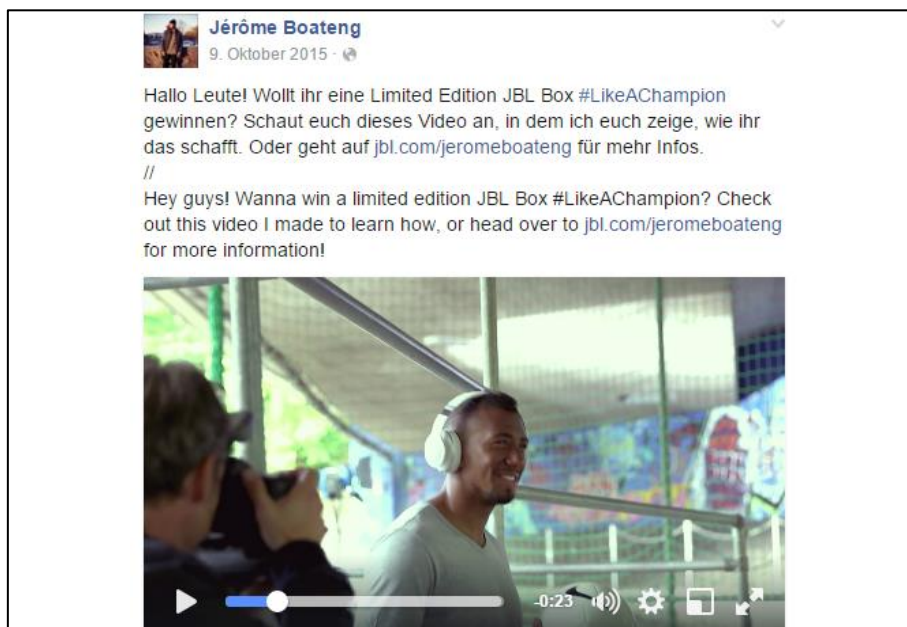 Jérôme Boateng
9. Oktober 2015 ·
Hallo Leute! Wollt ihr eine Limited Edition JBL Box #LikeAChampion
gewinnen? Schaut euch dieses Video an, in dem ich euch zeige, wie ihr
das schafft. Oder geht auf jbl.com/jeromeboateng für mehr Infos.
//
Hey guys! Wanna win a limited edition JBL Box #LikeAChampion? Check
out this video I made to learn how, or head over to jbl.com/jeromeboateng
for more information!
-0:23